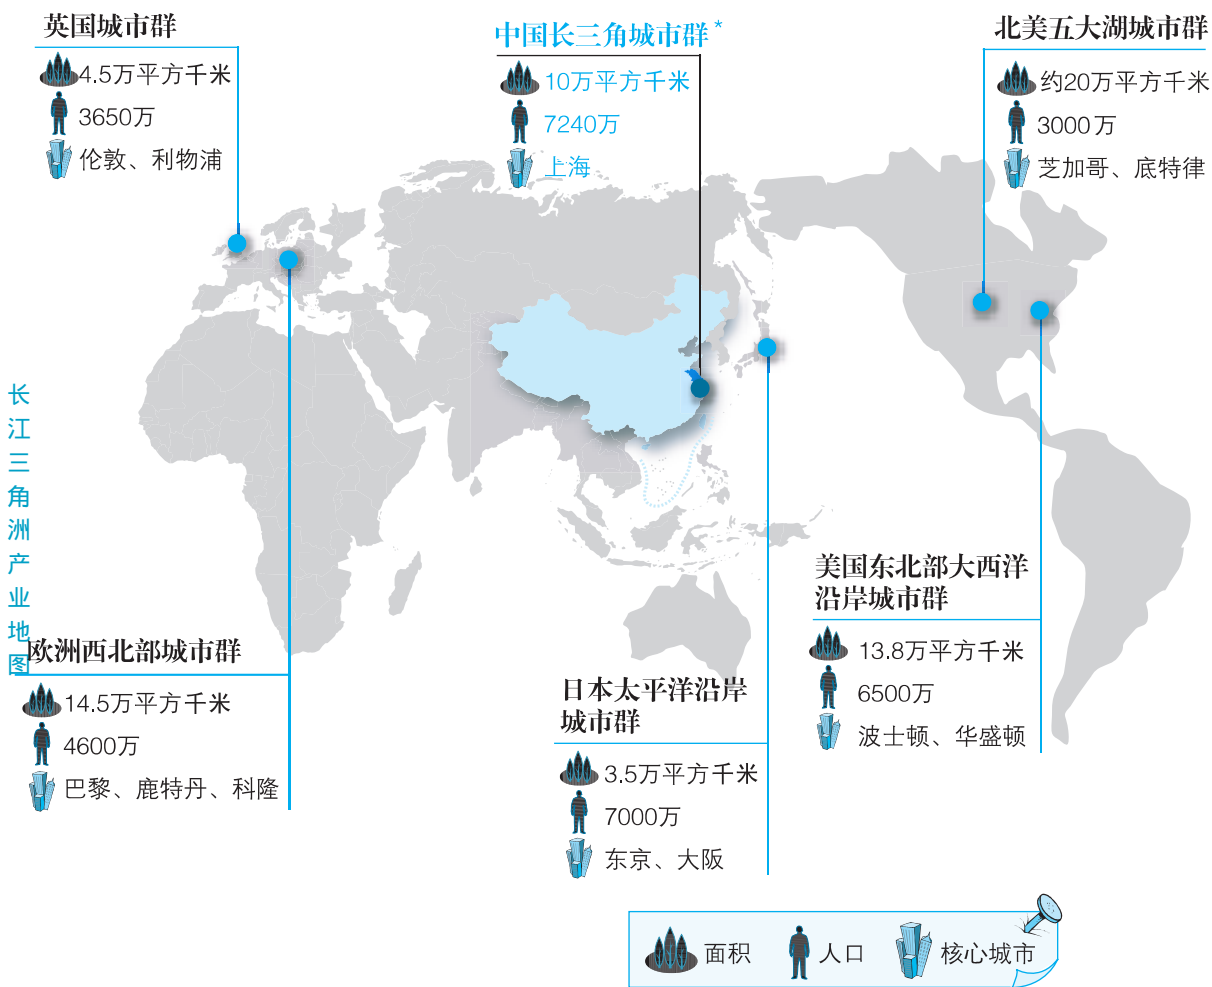 英国城市群
4.5万平方千米
3650万
伦敦、利物浦
中国长三角城市群*
10万平方千米
7240万
上海
北美五大湖城市群
约20万平方千米
3000万
芝加哥、底特律
长江三角洲产业地图
欧洲西北部城市群
14.5万平方千米
4600万
巴黎、鹿特丹、科隆
日本太平洋沿岸
城市群
3.5万平方千米
7000万
东京、大阪
美国东北部大西洋
沿岸城市群
13.8万平方千米
6500万
波士顿、华盛顿
面积
人口
核心城市